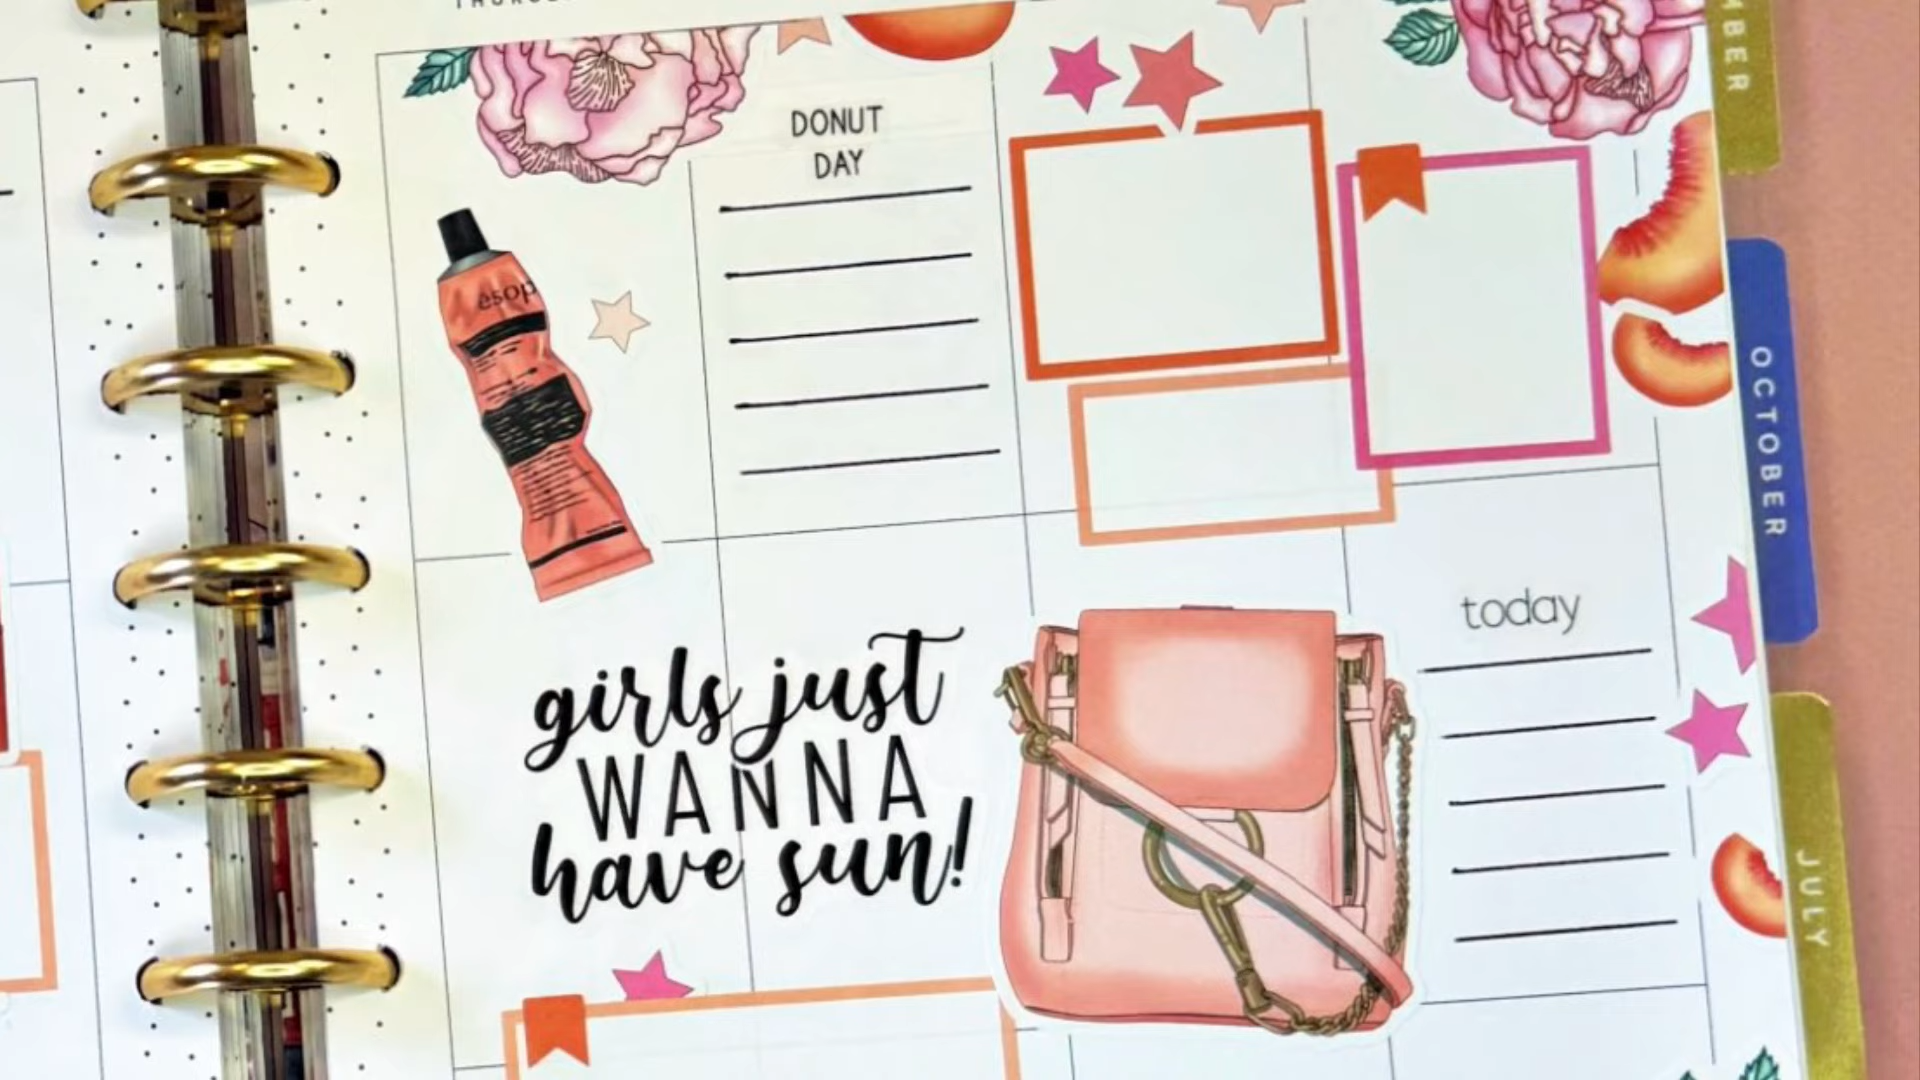 DONUT
DAY
esop
OCTOBER
today
girls just
WANNA
have sun!
JULY